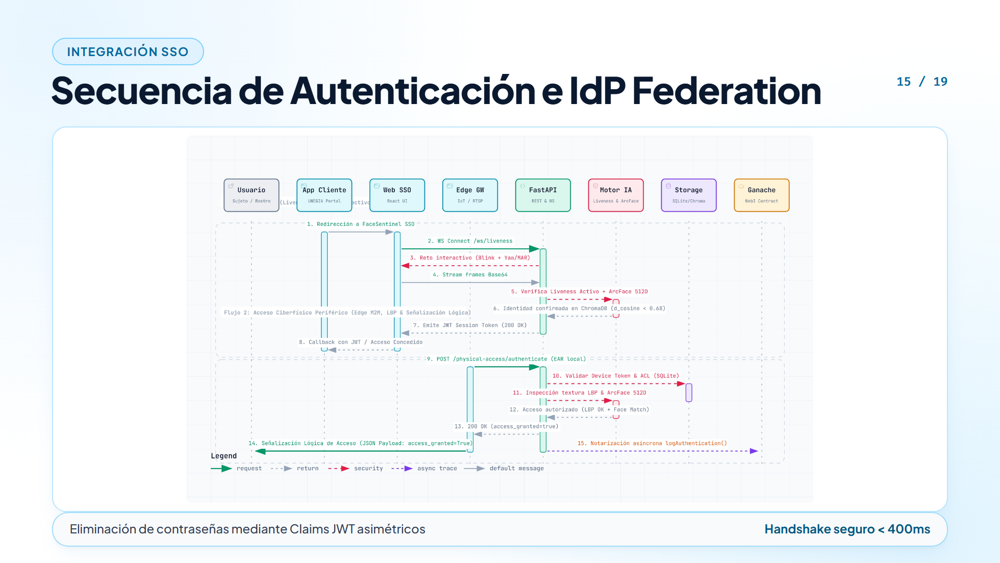 INTEGRACIÓN SSO
Secuencia de Autenticación e IdP Federation
15 / 19
Usuario
Sujeto / Rostro
App Cliente
UNEGIA Portal
Web SSO
React UI
Edge GW
IoT / RTSP
FastAPI
REST & WS
Motor IA
Liveness & ArcFace
Storage
SQLite/Chroma
Ganache
Web3 Contract
1. Redirección a FaceSentinel SSO
2. WS Connect /ws/liveness
3. Reto interactivo (Blink + Yaw/MAR)
4. Stream frames Base64
5. Verifica Liveness Activo + ArcFace 512D
6. Identidad confirmada en ChromaDB (d_cosine < 0.68)
Flujo 2: Acceso Ciberfísico Periférico (Edge M2M, LBP & Señalización Lógica)
7. Emite JWT Session Token (200 OK)
8. Callback con JWT / Acceso Concedido
9. POST /physical-access/authenticate (EAR local)
10. Validar Device Token & ACL (SQLite)
11. Inspección textura LBP & ArcFace 512D
12. Acceso autorizado (LBP OK + Face Match)
13. 200 OK (access_granted=true)
14. Señalización Lógica de Acceso (JSON Payload: access_granted=True)
15. Notarización asíncrona logAuthentication()
Legend
request
return
security
async trace
default message
Eliminación de contraseñas mediante Claims JWT asimétricos
Handshake seguro < 400ms